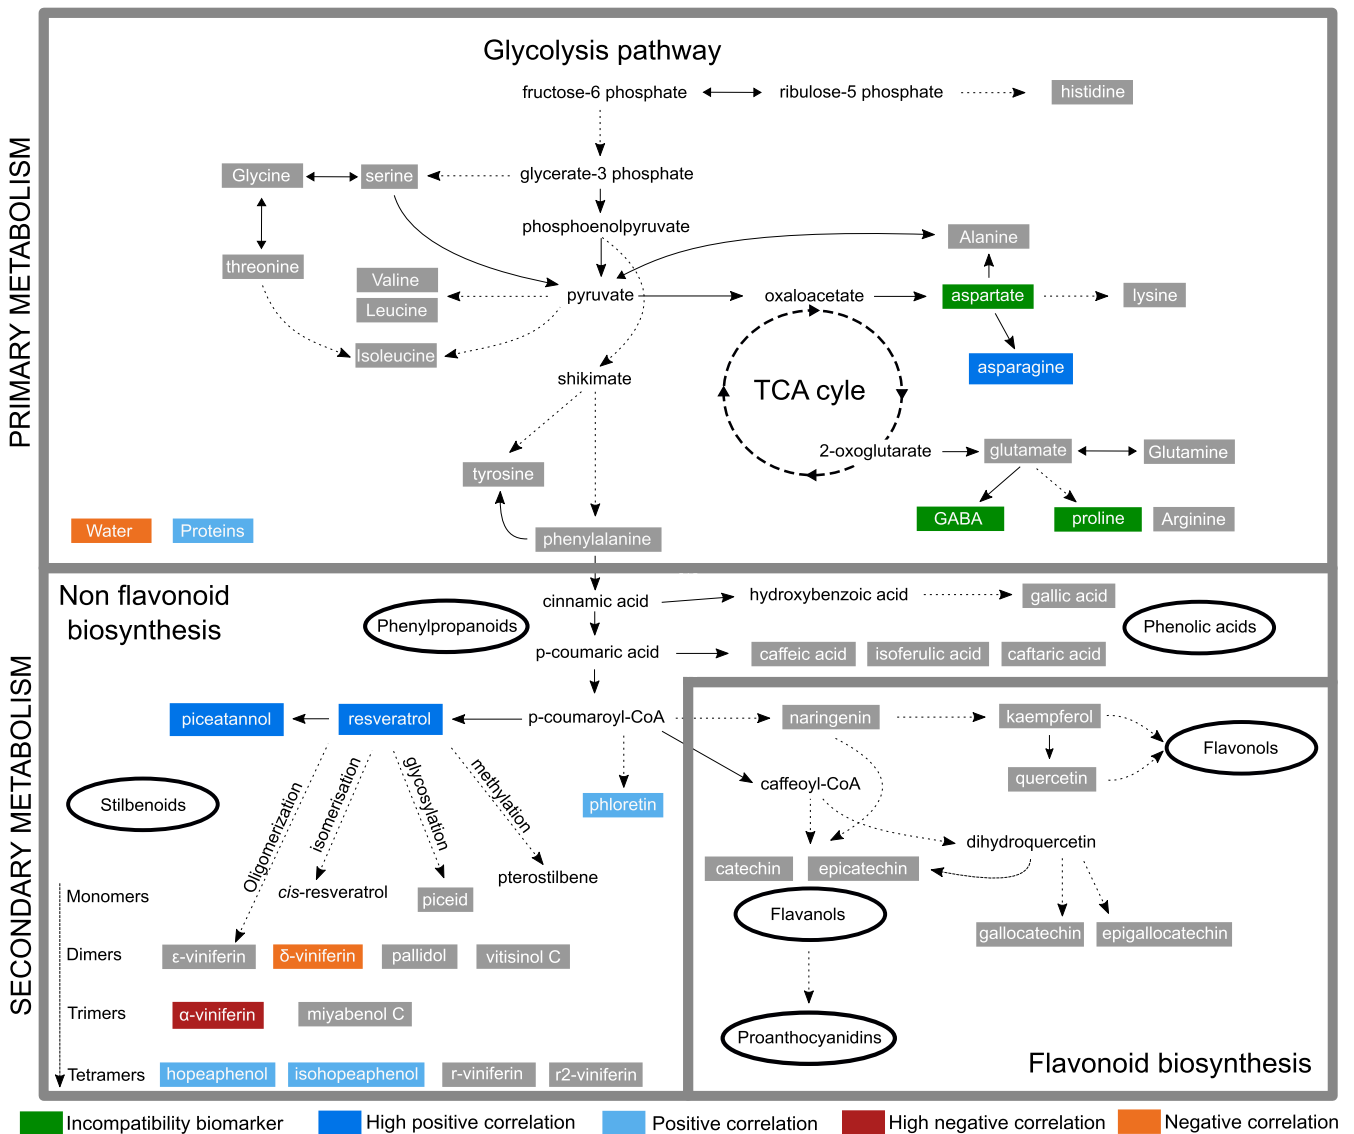 PRIMARY METABOLISM
Glycolysis pathway
fructose-6 phosphate
ribulose-5 phosphate
histidine
Glycine
serine
glycerate-3 phosphate
phosphoenolpyruvate
Alanine
threonine
Valine
Leucine
pyruvate
oxaloacetate
aspartate
lysine
Isoleucine
asparagine
shikimate
TCA cyle
2-oxoglutarate
glutamate
Glutamine
tyrosine
GABA
proline
Arginine
Water
Proteins
phenylalanine
SECONDARY METABOLISM
Non flavonoid
biosynthesis
Phenylpropanoids
cinnamic acid
hydroxybenzoic acid
gallic acid
Phenolic acids
p-coumaric acid
caffeic acid
isoferulic acid
caftaric acid
piceatannol
resveratrol
p-coumaroyl-CoA
naringenin
kaempferol
Flavonols
quercetin
Stilbenoids
Oligomerization
isomerisation
glycosylation
methylation
phloretin
caffeoyl-CoA
dihydroquercetin
catechin
epicatechin
pterostilbene
cis-resveratrol
piceid
Monomers
Flavanols
gallocatechin
epigallocatechin
Dimers
ε-viniferin
δ-viniferin
pallidol
vitisinol C
Trimers
α-viniferin
miyabenol C
Proanthocyanidins
Tetramers
hopeaphenol
isohopeaphenol
r-viniferin
r2-viniferin
Flavonoid biosynthesis
Incompatibility biomarker
High positive correlation
Positive correlation
High negative correlation
Negative correlation